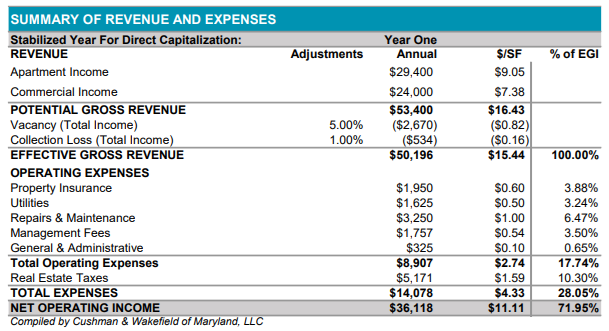 SUMMARY OF REVENUE AND EXPENSES
Stabilized Year For Direct Capitalization: Year One
REVENUE Adjustments Annual $/SF % of EGI
Apartment Income $29,400 $9.05
Commercial Income $24,000 $7.38
POTENTIAL GROSS REVENUE $53,400 $16.43
Vacancy (Total Income) 5.00% ($2,670) ($0.82)
Collection Loss (Total Income) 1.00% ($534) ($0.16)
EFFECTIVE GROSS REVENUE $50,196 $15.44 100.00%
OPERATING EXPENSES
Property Insurance $1,950 $0.60 3.88%
Utilities $1,625 $0.50 3.24%
Repairs & Maintenance $3,250 $1.00 6.47%
Management Fees $1,757 $0.54 3.50%
General & Administrative $325 $0.10 0.65%
Total Operating Expenses $8,907 $2.74 17.74%
Real Estate Taxes $5,171 $1.59 10.30%
TOTAL EXPENSES $14,078 $4.33 28.05%
NET OPERATING INCOME $36,118 $11.11 71.95%
Compiled by Cushman & Wakefield of Maryland, LLC